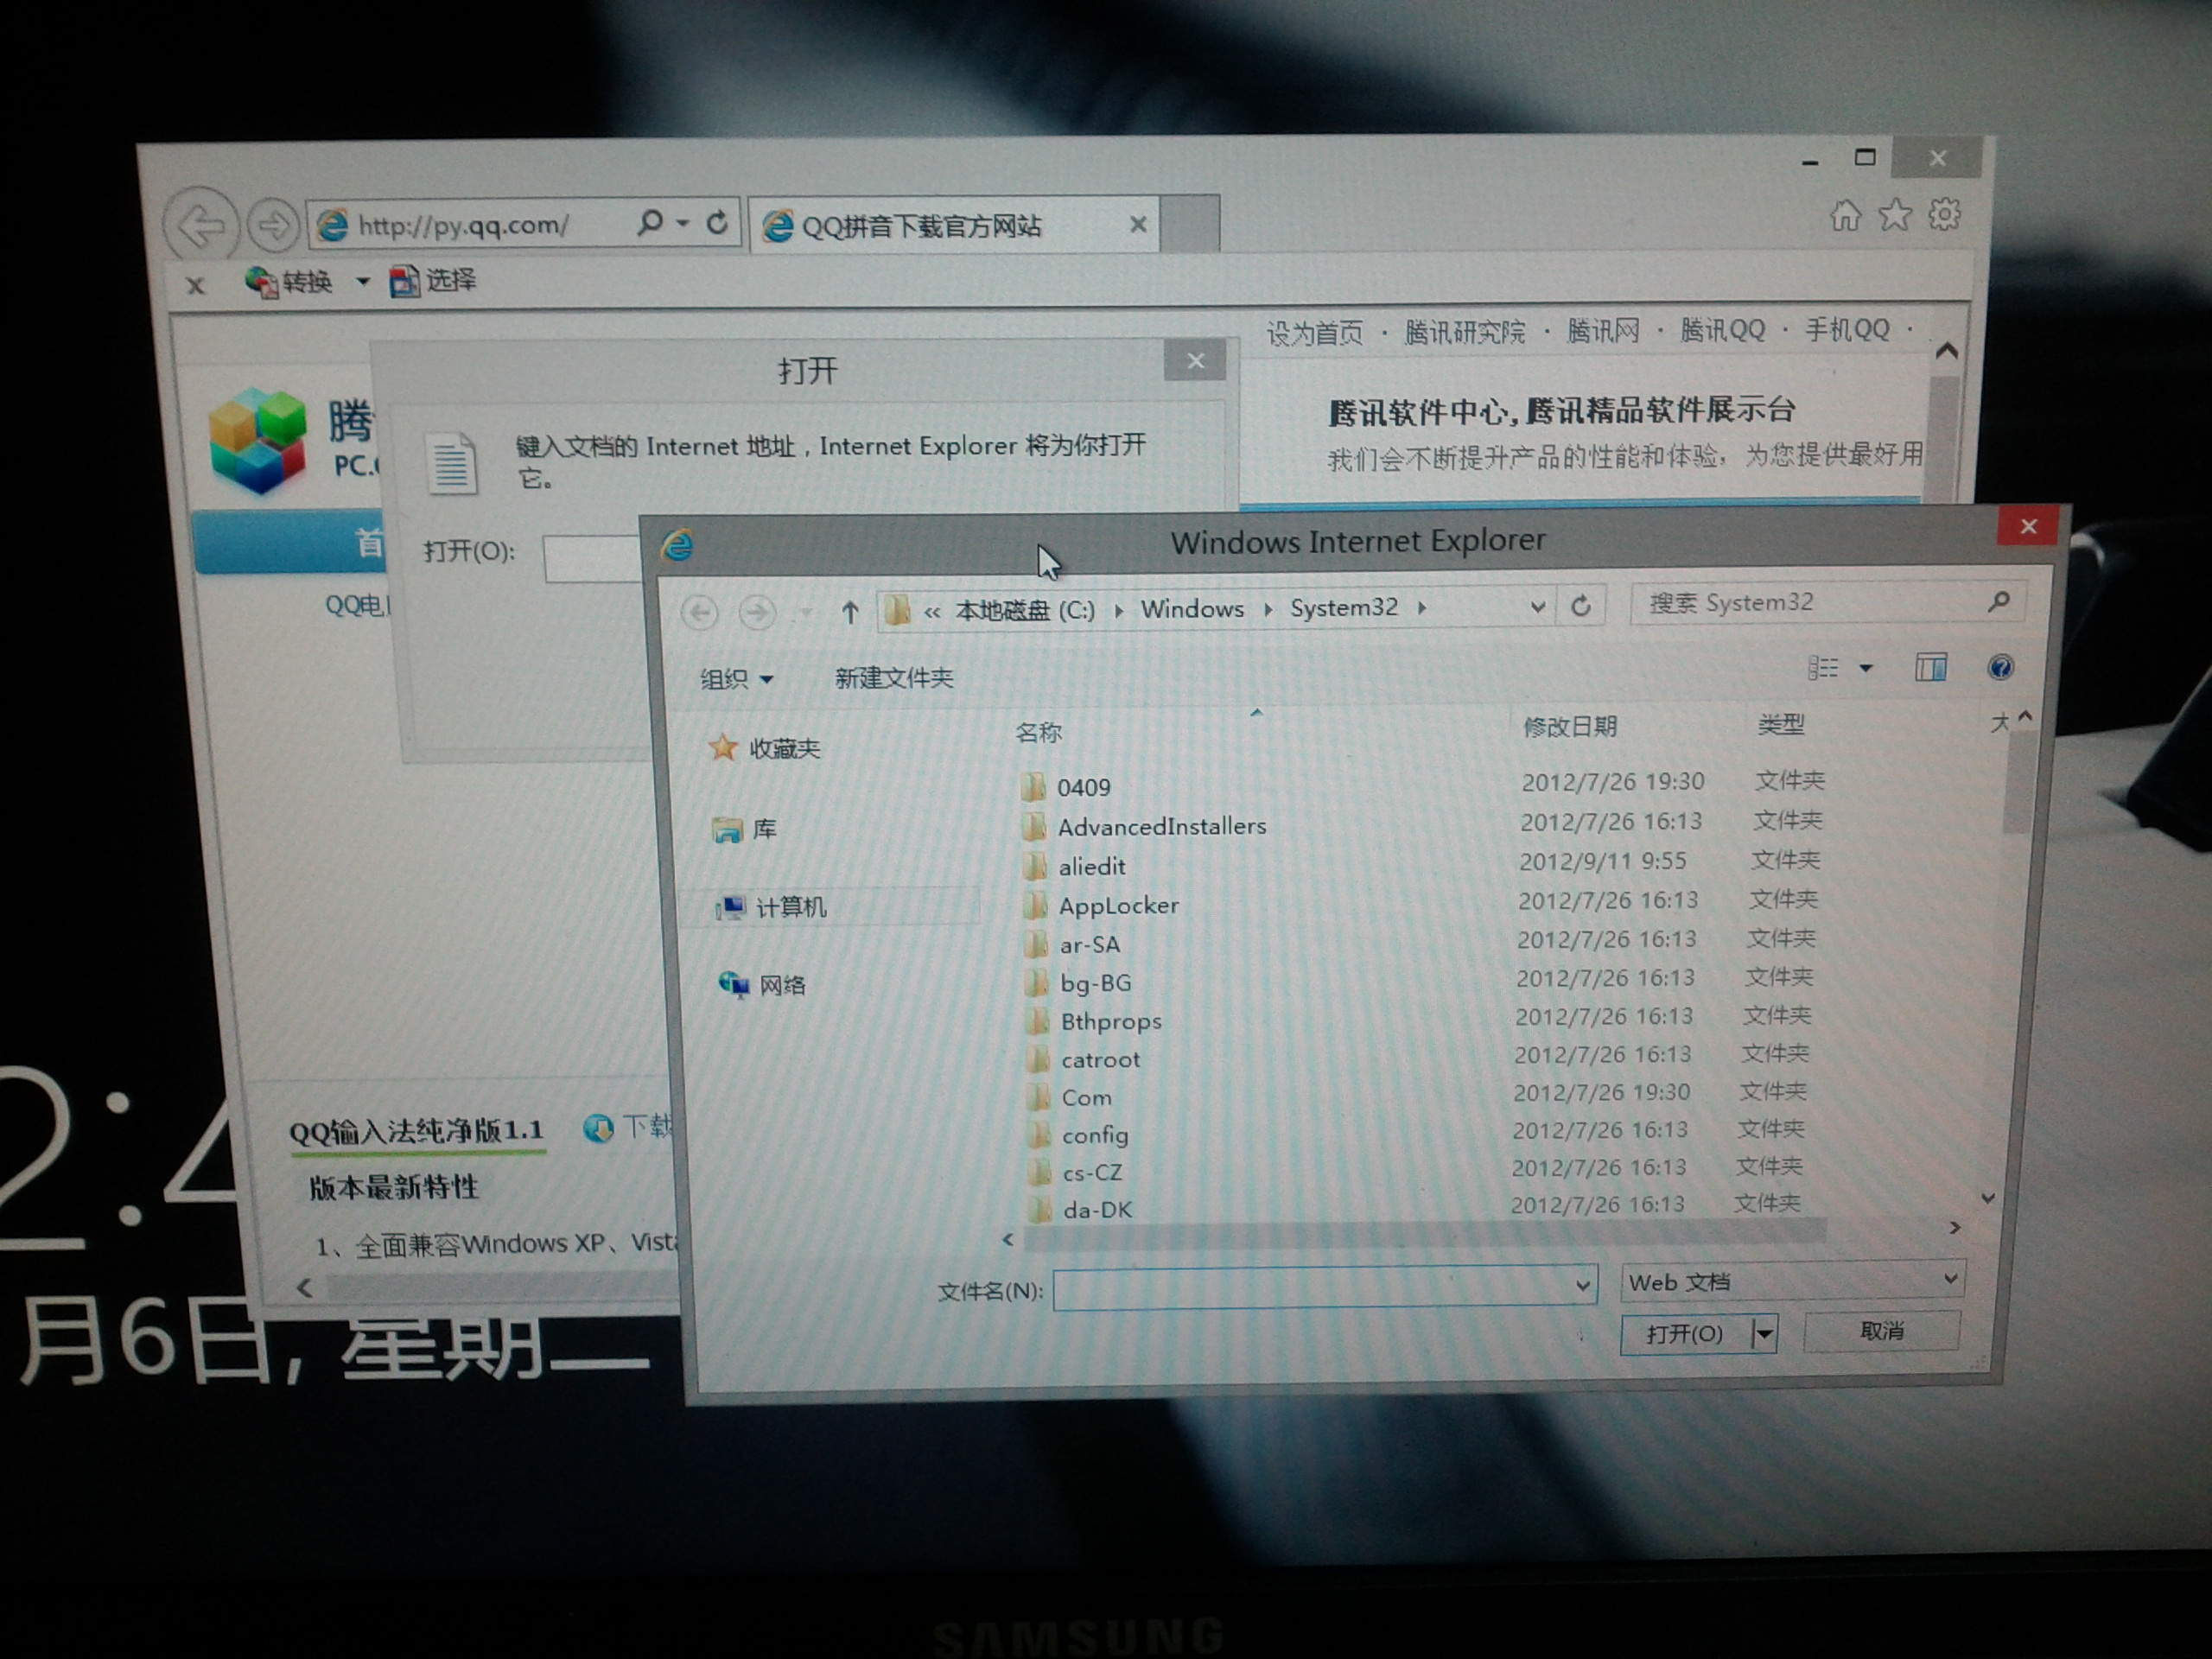 http://py.qq.com/
QQ拼音下载官方网站
x 转换 选择
设为首页 · 腾讯研究院 · 腾讯网 · 腾讯QQ · 手机QQ ·
打开
腾
PC.
腾讯软件中心,腾讯精品软件展示台
我们会不断提升产品的性能和体验，为您提供最好用
键入文档的 Internet 地址，Internet Explorer 将为你打开
它。
首
打开(O):
QQ电
Windows Internet Explorer
« 本地磁盘 (C:) Windows System32
搜索 System32
组织 新建文件夹
收藏夹
库
计算机
网络
名称 修改日期 类型 大
0409 2012/7/26 19:30 文件夹
AdvancedInstallers 2012/7/26 16:13 文件夹
aliedit 2012/9/11 9:55 文件夹
AppLocker 2012/7/26 16:13 文件夹
ar-SA 2012/7/26 16:13 文件夹
bg-BG 2012/7/26 16:13 文件夹
Bthprops 2012/7/26 16:13 文件夹
catroot 2012/7/26 16:13 文件夹
Com 2012/7/26 19:30 文件夹
config 2012/7/26 16:13 文件夹
cs-CZ 2012/7/26 16:13 文件夹
da-DK 2012/7/26 16:13 文件夹
文件名(N):
Web 文档
打开(O) 取消
QQ输入法纯净版1.1 下载
版本最新特性
1、全面兼容Windows XP、Vista
2:4
月6日, 星期二
SAMSUNG